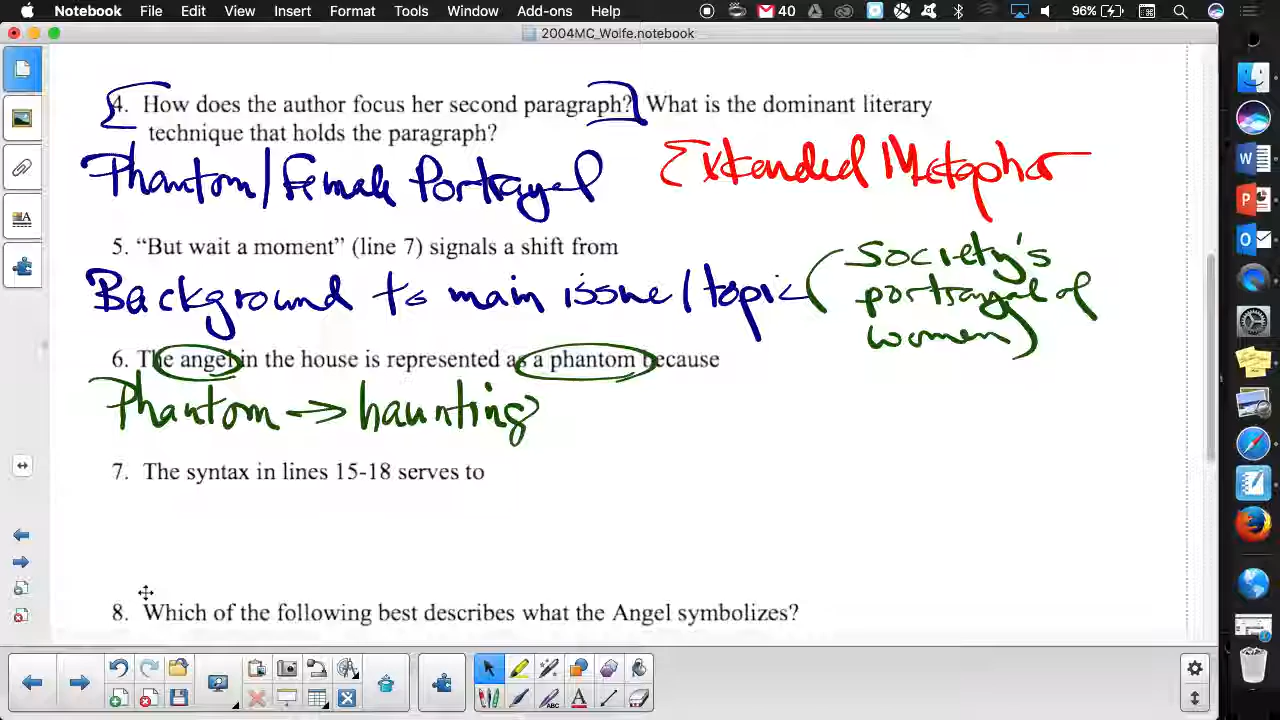 Notebook File Edit View Insert Format Tools Window Add-ons Help 40 96%
2004MC_Wolfe.notebook
4. How does the author focus her second paragraph? What is the dominant literary
technique that holds the paragraph?
Phantom/Female Portrayal Extended Metaphor
5. “But wait a moment” (line 7) signals a shift from
Background to main issue/topic (society's
portrayal of
women)
6. The angel in the house is represented as a phantom because
Phantom → haunting
7. The syntax in lines 15-18 serves to
8. Which of the following best describes what the Angel symbolizes?